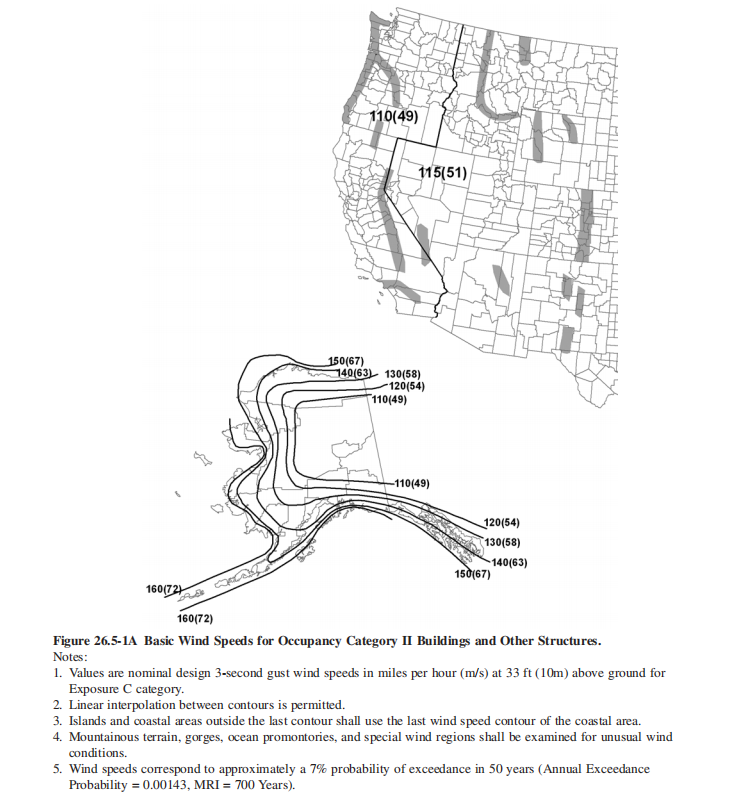 110(49)
115(51)
150(67)
140(63)
130(58)
120(54)
110(49)
110(49)
120(54)
130(58)
140(63)
150(67)
160(72)
160(72)
Figure 26.5-1A Basic Wind Speeds for Occupancy Category II Buildings and Other Structures.
Notes:
1. Values are nominal design 3-second gust wind speeds in miles per hour (m/s) at 33 ft (10m) above ground for
Exposure C category.
2. Linear interpolation between contours is permitted.
3. Islands and coastal areas outside the last contour shall use the last wind speed contour of the coastal area.
4. Mountainous terrain, gorges, ocean promontories, and special wind regions shall be examined for unusual wind
conditions.
5. Wind speeds correspond to approximately a 7% probability of exceedance in 50 years (Annual Exceedance
Probability = 0.00143, MRI = 700 Years).